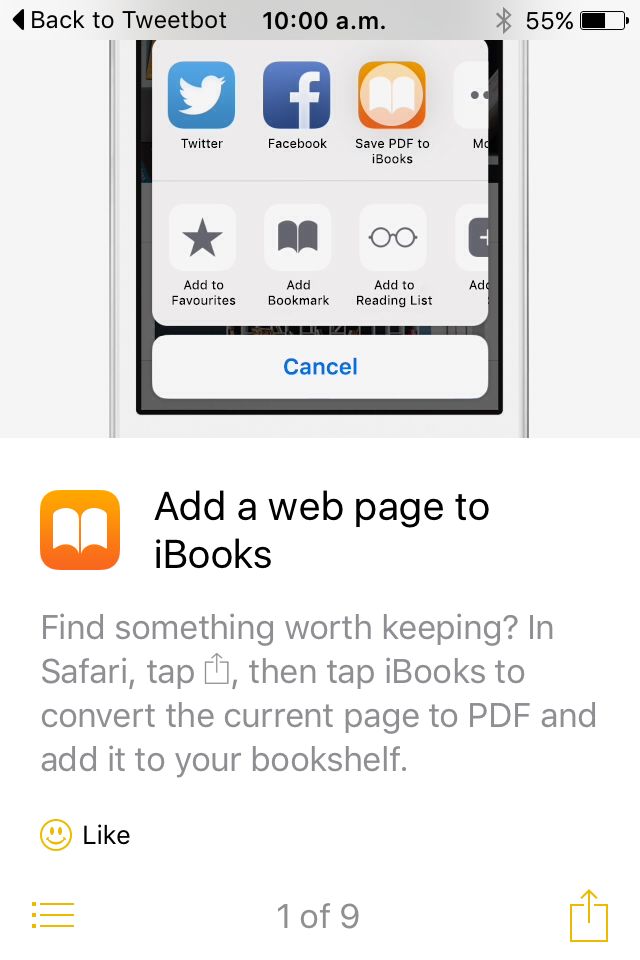 Back to Tweetbot 10:00 a.m. 55%
Twitter Facebook Save PDF to
iBooks
Add to Add Add to
Favourites Bookmark Reading List
Cancel
Add a web page to
iBooks
Find something worth keeping? In
Safari, tap , then tap iBooks to
convert the current page to PDF and
add it to your bookshelf.
Like
1 of 9